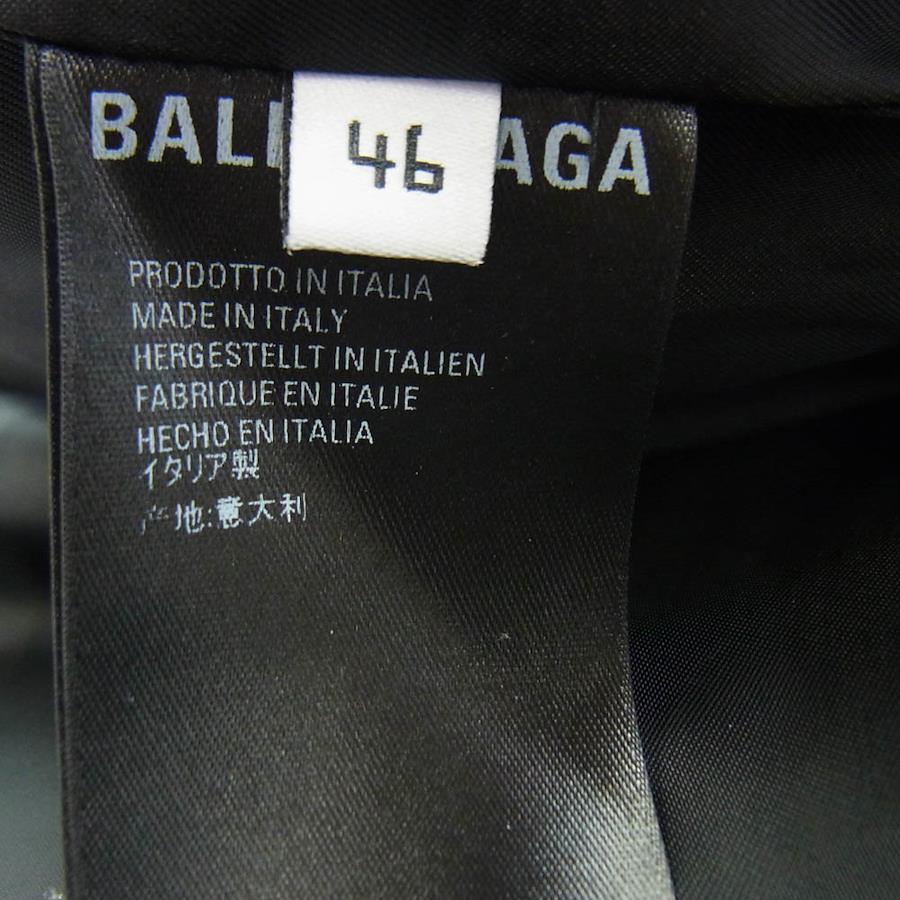 BALI AGA
46
PRODOTTO IN ITALIA
MADE IN ITALY
HERGESTELLT IN ITALIEN
FABRIQUE EN ITALIE
HECHO EN ITALIA
イタリア製
产地:意大利